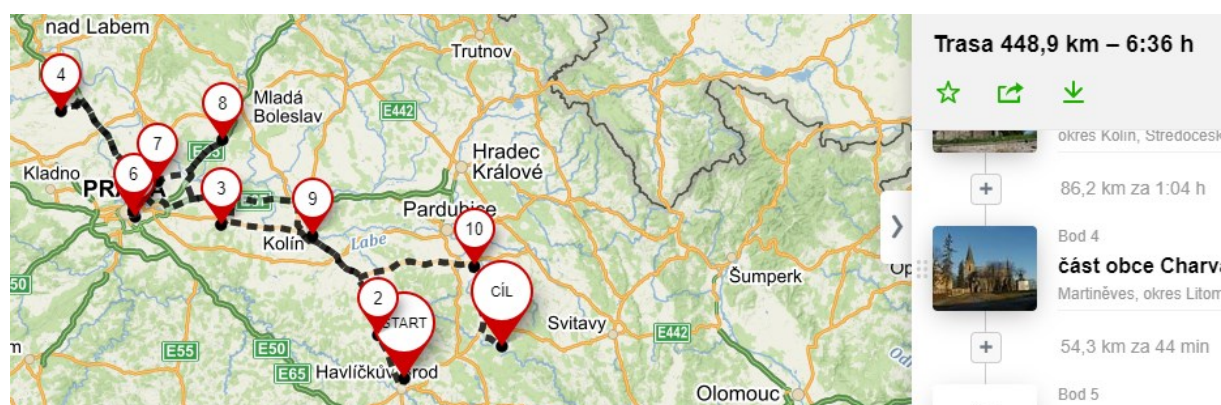 nad Labem
Trutnov
4
8
Mladá
Boleslav
E442
7
Kladno
6
3
Hradec
Králové
9
Pardubice
10
Kolín
Labe
CÍL
Šumperk
50
2
START
Svitavy
E442
E55
E50
E65
Havlíčkův Brod
Odr
Olomouc
Trasa 448,9 km – 6:36 h
okres Kolín, Středočesk
+
86,2 km za 1:04 h
Bod 4
část obce Charva
Martiněves, okres Litom
+
54,3 km za 44 min
Bod 5